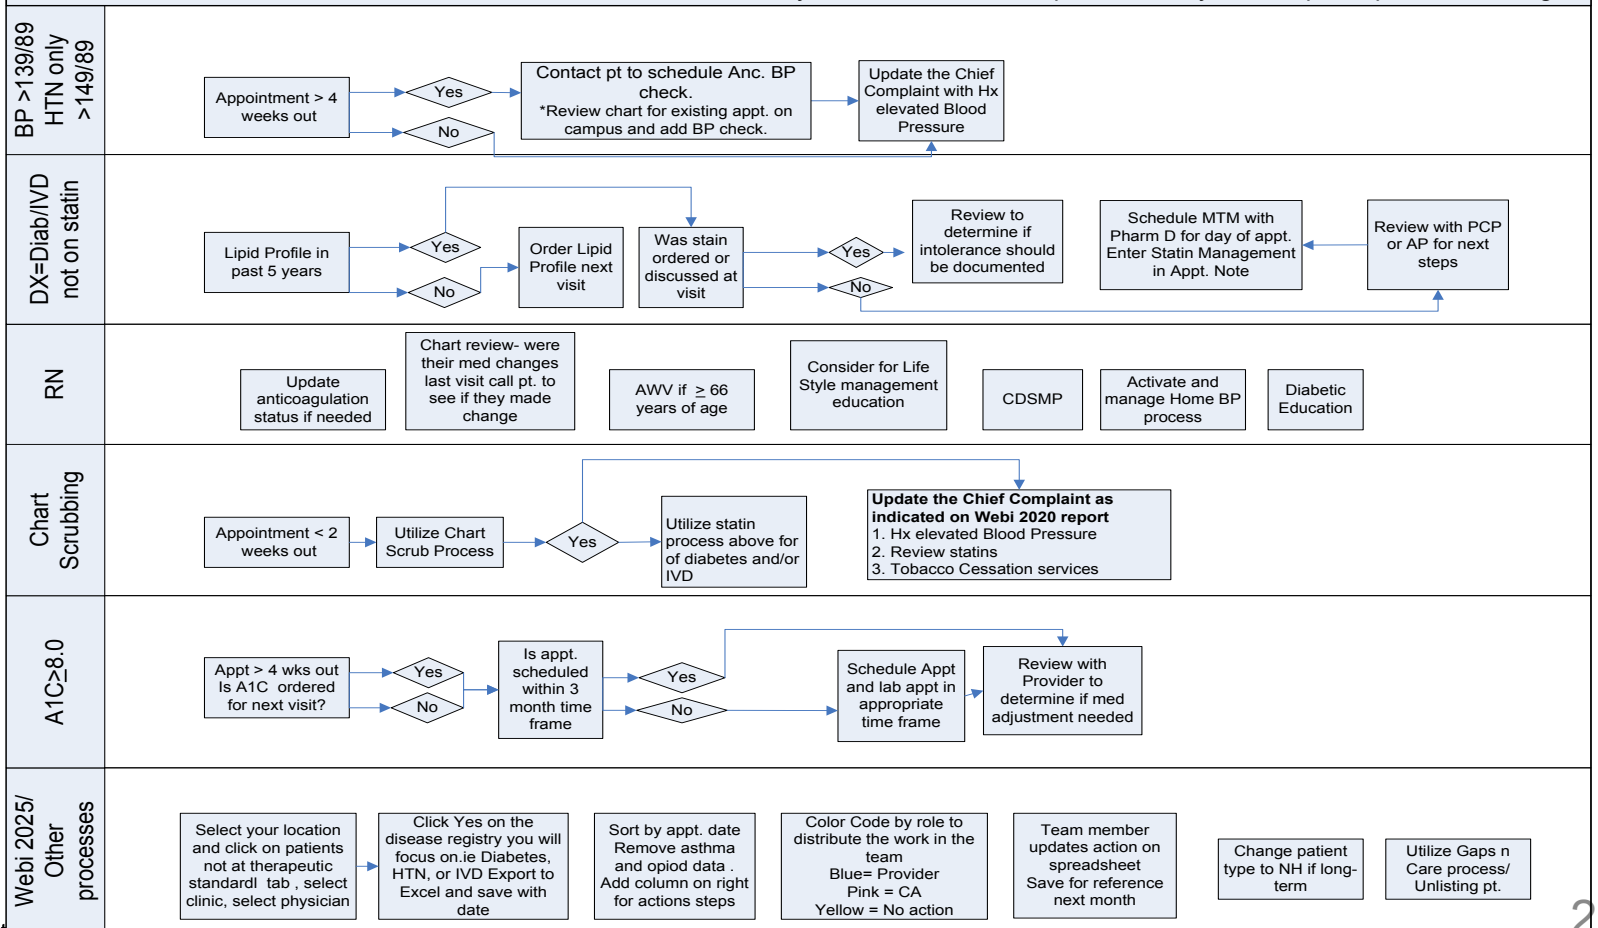 BP >139/89
HTN only
>149/89
Appointment > 4
weeks out
Yes
No
Contact pt to schedule Anc. BP
check.
*Review chart for existing appt. on
campus and add BP check.
Update the Chief
Complaint with Hx
elevated Blood
Pressure
DX=Diab/IVD
not on statin
Lipid Profile in
past 5 years
Yes
No
Order Lipid
Profile next
visit
Was stain
ordered or
discussed at
visit
Yes
No
Review to
determine if
intolerance should
be documented
Schedule MTM with
Pharm D for day of appt.
Enter Statin Management
in Appt. Note
Review with PCP
or AP for next
steps
RN
Update
anticoagulation
status if needed
Chart review- were
their med changes
last visit call pt. to
see if they made
change
AWV if ≥ 66
years of age
Consider for Life
Style management
education
CDSMP
Activate and
manage Home BP
process
Diabetic
Education
Chart
Scrubbing
Appointment < 2
weeks out
Utilize Chart
Scrub Process
Yes
Utilize statin
process above for
of diabetes and/or
IVD
Update the Chief Complaint as
indicated on Webi 2020 report
1. Hx elevated Blood Pressure
2. Review statins
3. Tobacco Cessation services
A1C≥8.0
Appt > 4 wks out
Is A1C ordered
for next visit?
Yes
No
Is appt.
scheduled
within 3
month time
frame
Yes
No
Schedule Appt
and lab appt in
appropriate
time frame
Review with
Provider to
determine if med
adjustment needed
Webi 2025/
Other
processes
Select your location
and click on patients
not at therapeutic
standardl tab , select
clinic, select physician
Click Yes on the
disease registry you will
focus on.ie Diabetes,
HTN, or IVD Export to
Excel and save with
date
Sort by appt. date
Remove asthma
and opiod data .
Add column on right
for actions steps
Color Code by role to
distribute the work in the
team
Blue= Provider
Pink = CA
Yellow = No action
Team member
updates action on
spreadsheet
Save for reference
next month
Change patient
type to NH if long-
term
Utilize Gaps n
Care process/
Unlisting pt.
2